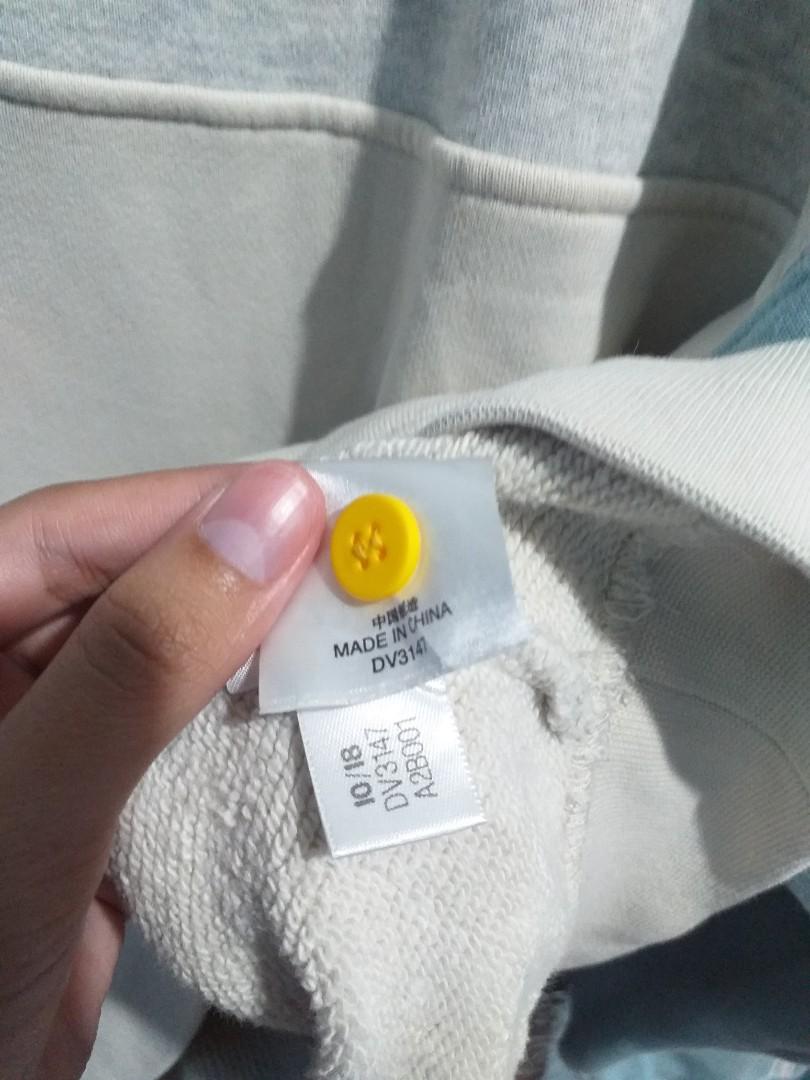 中国制造
MADE IN CHINA
DV3147
10/18
DV3147
A2B001